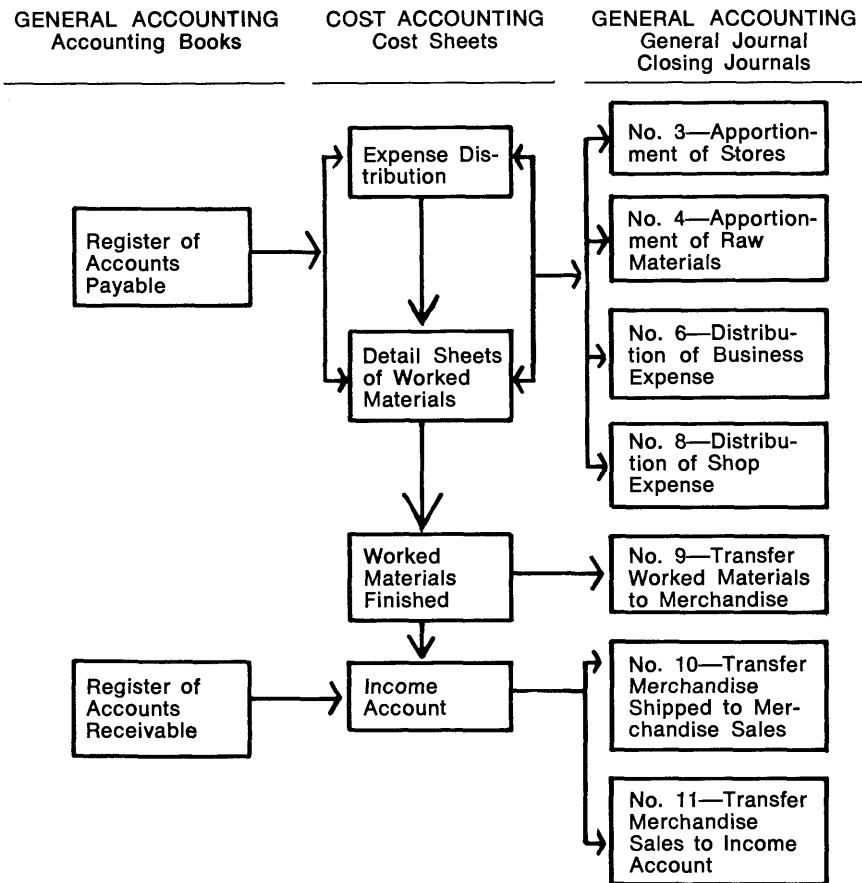 GENERAL ACCOUNTING
Accounting Books
COST ACCOUNTING
Cost Sheets
GENERAL ACCOUNTING
General Journal
Closing Journals
Register of
Accounts
Payable
Expense Dis-
tribution
Detail Sheets
of Worked
Materials
No. 3—Apportion-
ment of Stores
No. 4—Apportion-
ment of Raw
Materials
No. 6—Distribu-
tion of Business
Expense
No. 8—Distribu-
tion of Shop
Expense
Worked
Materials
Finished
No. 9—Transfer
Worked Materials
to Merchandise
Register of
Accounts
Receivable
Income
Account
No. 10—Transfer
Merchandise
Shipped to Mer-
chandise Sales
No. 11—Transfer
Merchandise
Sales to Income
Account